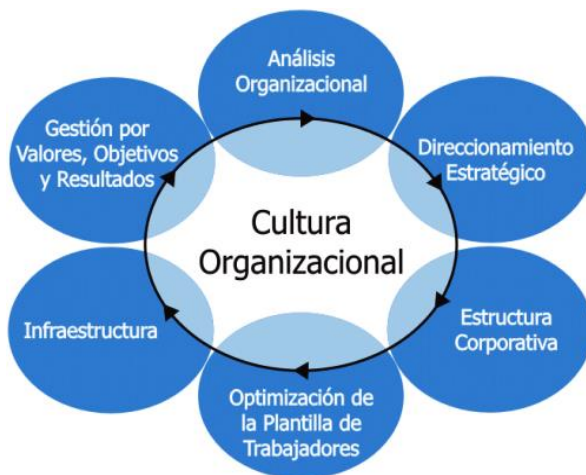 Análisis
Organizacional
Direccionamiento
Estratégico
Estructura
Corporativa
Optimización de
la Plantilla de
Trabajadores
Infraestructura
Gestión por
Valores, Objetivos
y Resultados
Cultura
Organizacional